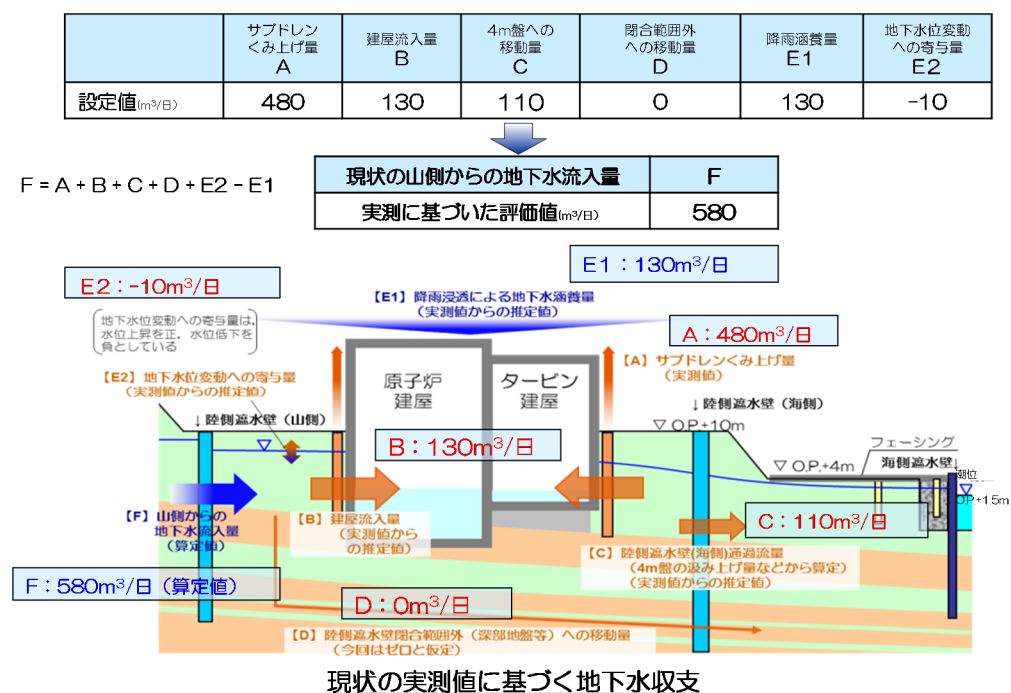 サブドレン
くみ上げ量
A
建屋流入量
B
4m盤への
移動量
C
閉合範囲外
への移動量
D
降雨涵養量
E1
地下水位変動
への寄与量
E2
設定値(m³/日) 480 130 110 0 130 -10
現状の山側からの地下水流入量 F
実測に基づいた評価値(m³/日) 580
F=A+B+C+D+E2-E1
E1:130m³/日
E2:-10m³/日
【E1】降雨浸透による地下水涵養量
(実測値からの推定値)
地下水位変動への寄与量は、
水位上昇を正、水位低下を
負としている
A:480m³/日
【A】サブドレンくみ上げ量
(実測値)
【E2】地下水位変動への寄与量
(実測値からの推定値)
原子炉
建屋
タービン
建屋
↓陸側遮水壁(山側)
↓陸側遮水壁(海側)
▽O.P.+10m
B:130m³/日
フェーシング
海側遮水壁↓
潮位
▽O.P.+4m
O.P.+1.5m
【F】山側からの
地下水流入量
(算定値)
【B】建屋流入量
(実測値から
の推定値)
C:110m³/日
【C】陸側遮水壁(海側)通過流量
(4m盤の汲み上げ量などから算定)
(実測値からの推定値)
F:580m³/日(算定値)
D:0m³/日
【D】陸側遮水壁閉合範囲外(深部地盤等)への移動量
(今回はゼロと仮定)
現状の実測値に基づく地下水収支